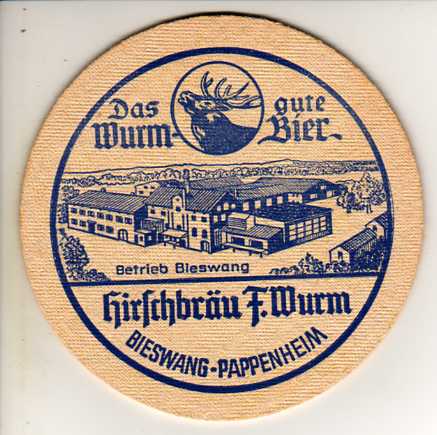 Das gute
Wurm-Bier
Betrieb Bieswang
Hirschbräu F. Wurm
BIESWANG-PAPPENHEIM